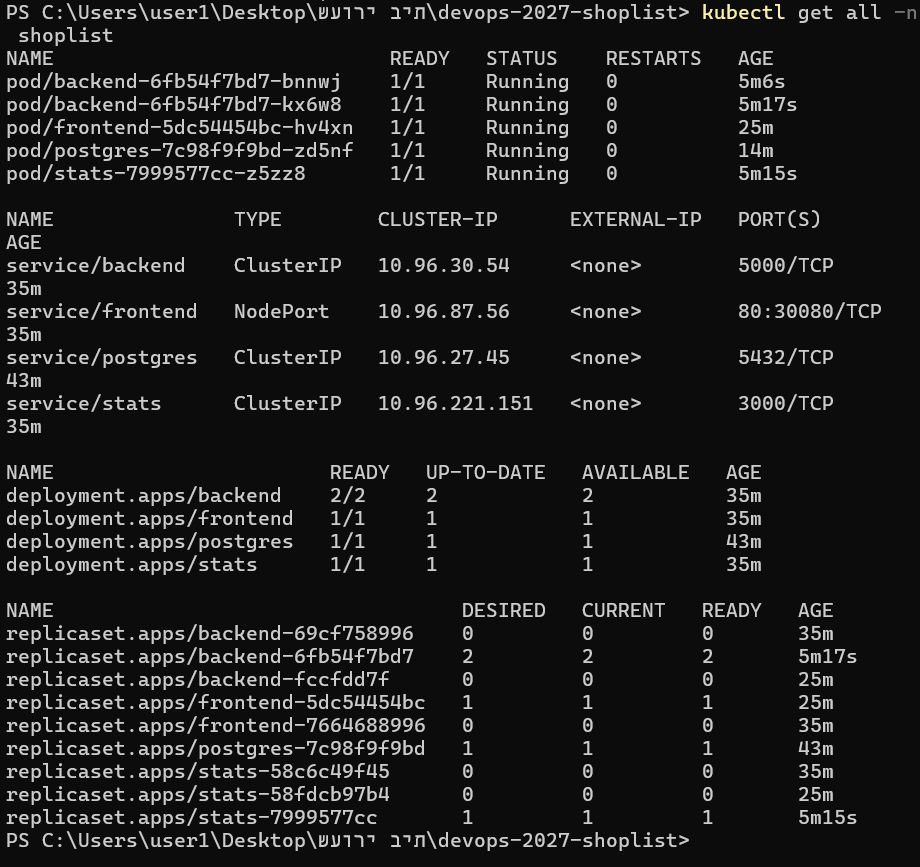 PS C:\Users\user1\Desktop\שעורי בית\devops-2027-shoplist> kubectl get all -n
shoplist
NAME READY STATUS RESTARTS AGE
pod/backend-6fb54f7bd7-bnnwj 1/1 Running 0 5m6s
pod/backend-6fb54f7bd7-kx6w8 1/1 Running 0 5m17s
pod/frontend-5dc54454bc-hv4xn 1/1 Running 0 25m
pod/postgres-7c98f9f9bd-zd5nf 1/1 Running 0 14m
pod/stats-7999577cc-z5zz8 1/1 Running 0 5m15s
NAME TYPE CLUSTER-IP EXTERNAL-IP PORT(S)
AGE
service/backend ClusterIP 10.96.30.54 <none> 5000/TCP
35m
service/frontend NodePort 10.96.87.56 <none> 80:30080/TCP
35m
service/postgres ClusterIP 10.96.27.45 <none> 5432/TCP
43m
service/stats ClusterIP 10.96.221.151 <none> 3000/TCP
35m
NAME READY UP-TO-DATE AVAILABLE AGE
deployment.apps/backend 2/2 2 2 35m
deployment.apps/frontend 1/1 1 1 35m
deployment.apps/postgres 1/1 1 1 43m
deployment.apps/stats 1/1 1 1 35m
NAME DESIRED CURRENT READY AGE
replicaset.apps/backend-69cf758996 0 0 0 35m
replicaset.apps/backend-6fb54f7bd7 2 2 2 5m17s
replicaset.apps/backend-fccfdd7f 0 0 0 25m
replicaset.apps/frontend-5dc54454bc 1 1 1 25m
replicaset.apps/frontend-7664688996 0 0 0 35m
replicaset.apps/postgres-7c98f9f9bd 1 1 1 43m
replicaset.apps/stats-58c6c49f45 0 0 0 35m
replicaset.apps/stats-58fdcb97b4 0 0 0 25m
replicaset.apps/stats-7999577cc 1 1 1 5m15s
PS C:\Users\user1\Desktop\שעורי בית\devops-2027-shoplist>